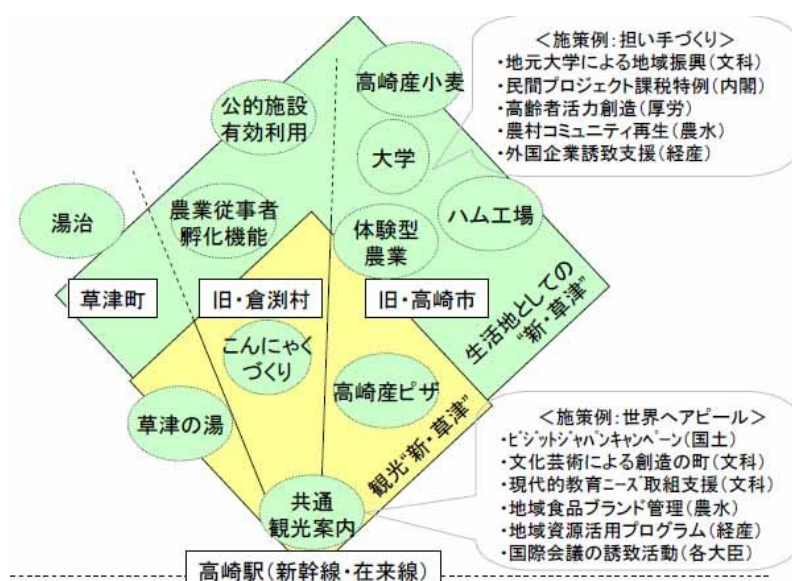 ＜施策例：担い手づくり＞
・地元大学による地域振興（文科）
・民間プロジェクト課税特例（内閣）
・高齢者活力創造（厚労）
・農村コミュニティ再生（農水）
・外国企業誘致支援（経産）
高崎産小麦
公的施設
有効利用
大学
湯治
農業従事者
孵化機能
体験型
農業
ハム工場
草津町
旧・倉渕村
旧・高崎市
生活地としての
“新・草津”
こんにゃく
づくり
高崎産ピザ
草津の湯
観光“新・草津”
共通
観光案内
＜施策例：世界へアピール＞
・ビジットジャパンキャンペーン（国土）
・文化芸術による創造の町（文科）
・現代的教育ニーズ取組支援（文科）
・地域食品ブランド管理（農水）
・地域資源活用プログラム（経産）
・国際会議の誘致活動（各大臣）
高崎駅（新幹線・在来線）